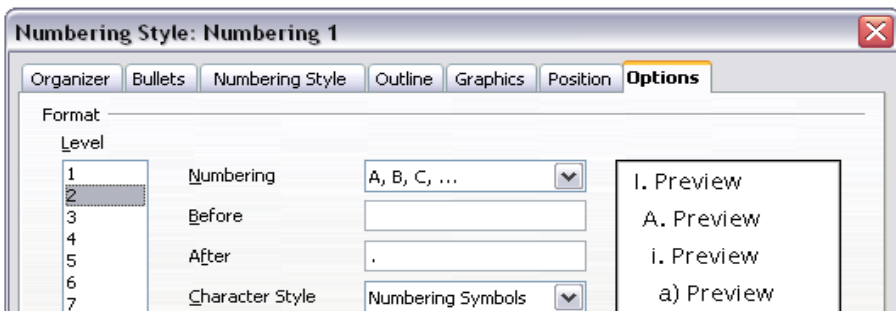 Numbering Style: Numbering 1
Organizer Bullets Numbering Style Outline Graphics Position Options
Format
Level
1
2
3
4
5
6
7
Numbering A, B, C, ...
Before
After .
Character Style Numbering Symbols
I. Preview
A. Preview
i. Preview
a) Preview